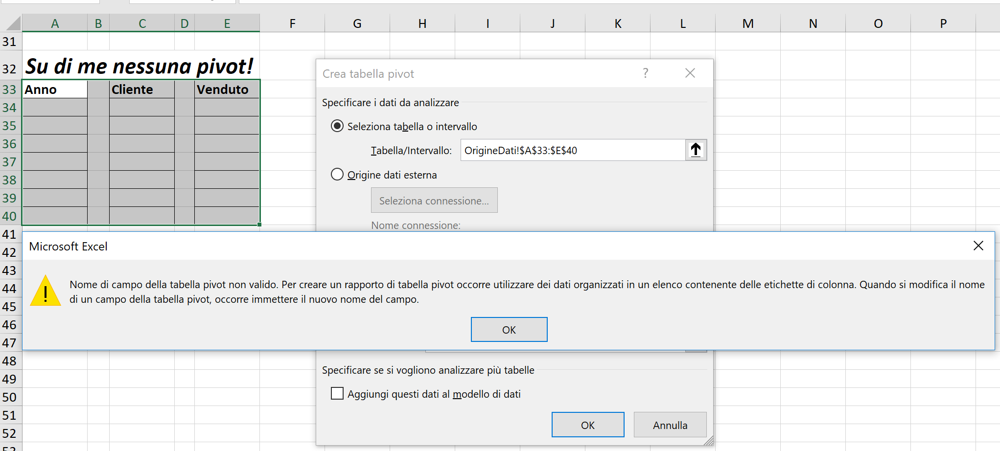 A B C D E F G H I J K L M N O P
31
32 Su di me nessuna pivot!
33 Anno Cliente Venduto
34
35
36
37
38
39
40
41
42
43
44
45
46
47
48
49
50
51
52
53
Crea tabella pivot ?
Specificare i dati da analizzare
Seleziona tabella o intervallo
Tabella/Intervallo: OrigineDati!$A$33:$E$40
Origine dati esterna
Seleziona connessione...
Nome connessione:
Microsoft Excel
Nome di campo della tabella pivot non valido. Per creare un rapporto di tabella pivot occorre utilizzare dei dati organizzati in un elenco contenente delle etichette di colonna. Quando si modifica il nome
di un campo della tabella pivot, occorre immettere il nuovo nome del campo.
OK
Specificare se si vogliono analizzare più tabelle
Aggiungi questi dati al modello di dati
OK Annulla